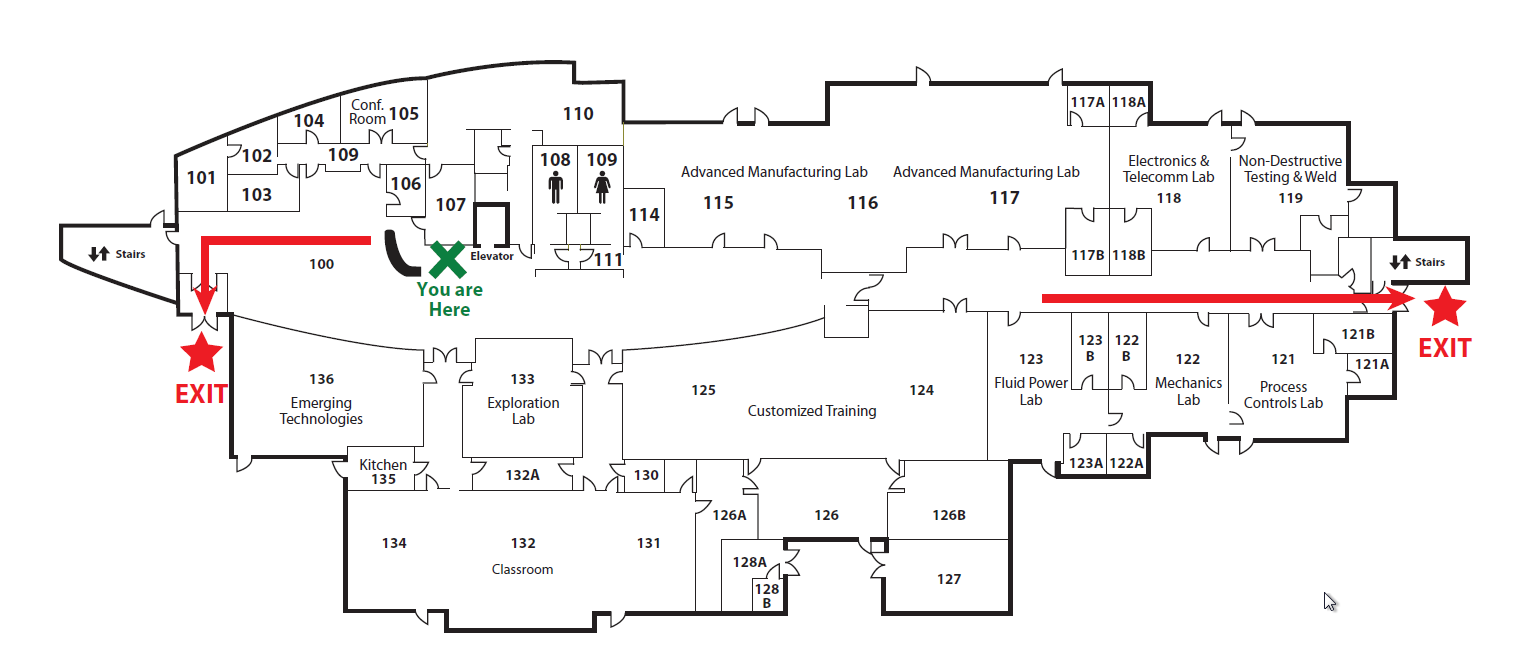 117A
118A
Conf.
Room
105
104
110
102
109
108
109
101
106
103
107
Advanced Manufacturing Lab
Advanced Manufacturing Lab
Electronics &
Telecomm Lab
118
Non-Destructive
Testing & Weld
119
114
115
116
117
Stairs
100
Elevator
111
117B
118B
Stairs
You are
Here
EXIT
EXIT
136
Emerging
Technologies
133
Exploration
Lab
125
124
Customized Training
123
Fluid Power
Lab
123
B
122
B
122
Mechanics
Lab
121
Process
Controls Lab
121B
121A
Kitchen
135
132A
130
123A
122A
126A
126
126B
134
132
Classroom
131
128A
128
B
127